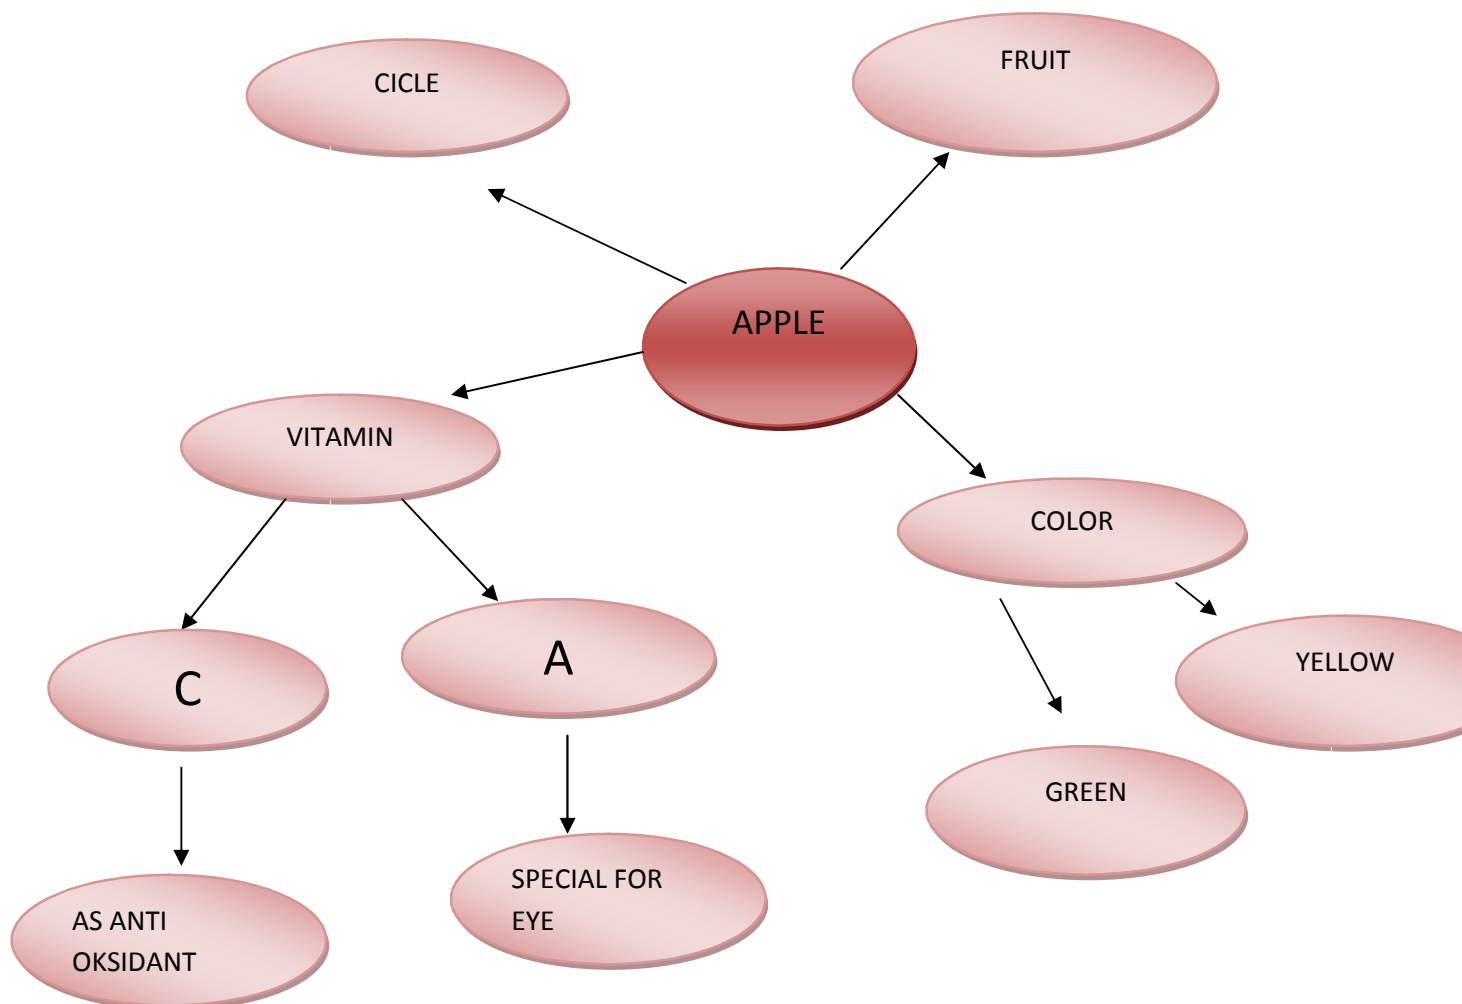 CICLE
FRUIT
APPLE
VITAMIN
COLOR
C
A
YELLOW
GREEN
SPECIAL FOR
EYE
AS ANTI
OKSIDANT